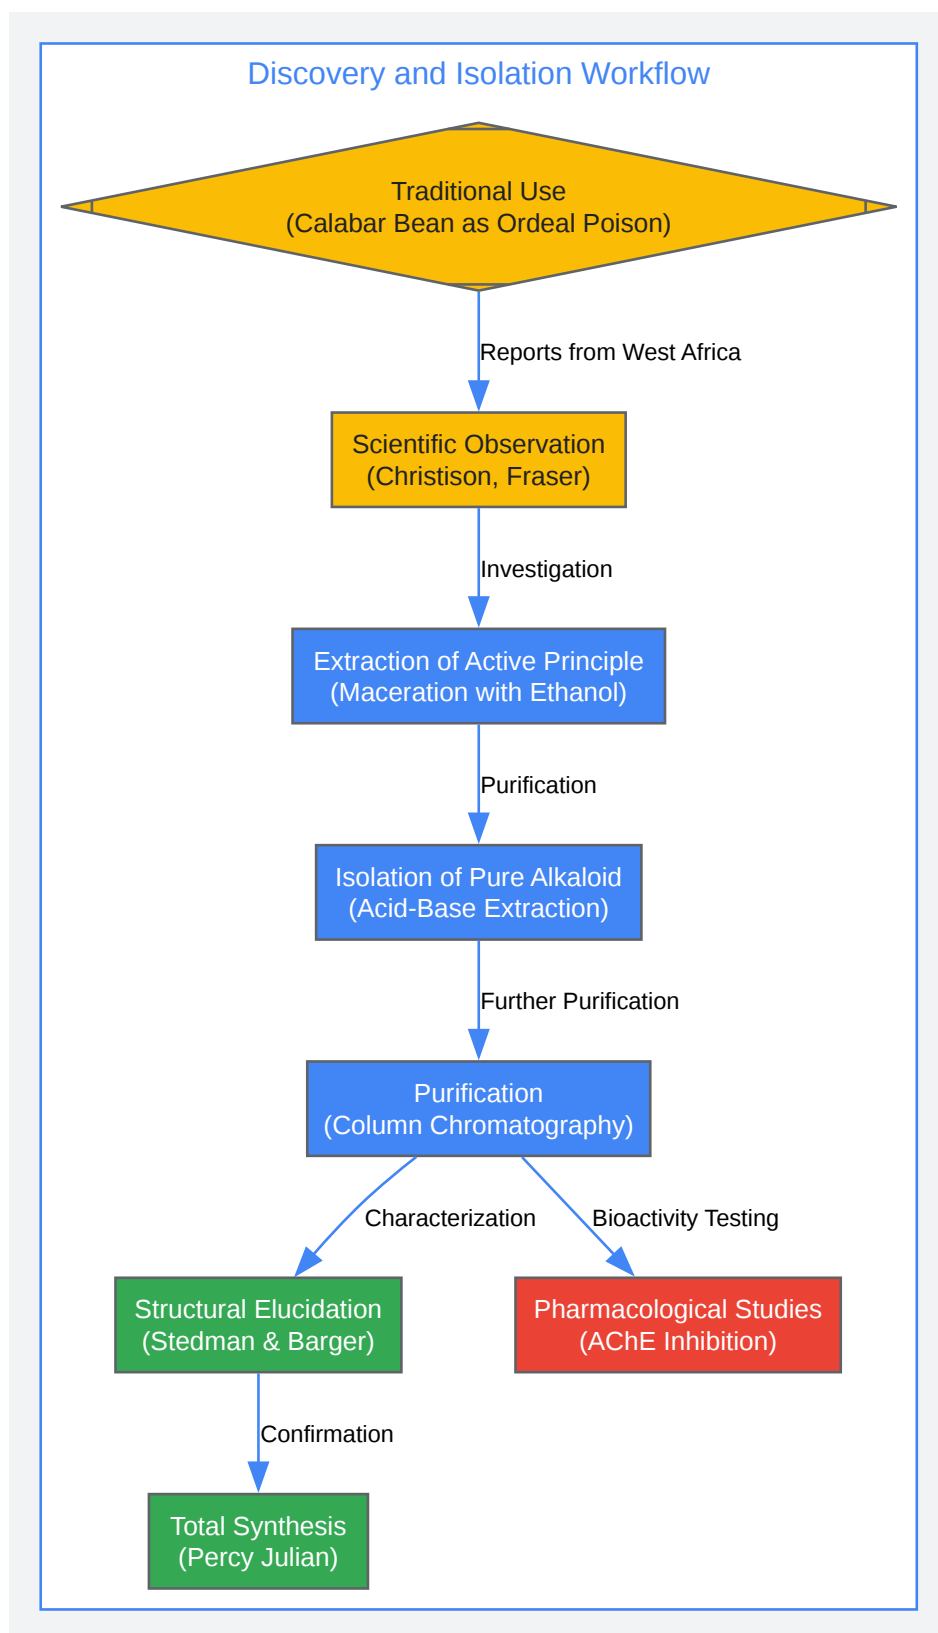 Discovery and Isolation Workflow
Traditional Use
(Calabar Bean as Ordeal Poison)
Reports from West Africa
Scientific Observation
(Christison, Fraser)
Investigation
Extraction of Active Principle
(Maceration with Ethanol)
Purification
Isolation of Pure Alkaloid
(Acid-Base Extraction)
Further Purification
Purification
(Column Chromatography)
Characterization
Bioactivity Testing
Structural Elucidation
(Stedman & Barger)
Pharmacological Studies
(AChE Inhibition)
Confirmation
Total Synthesis
(Percy Julian)